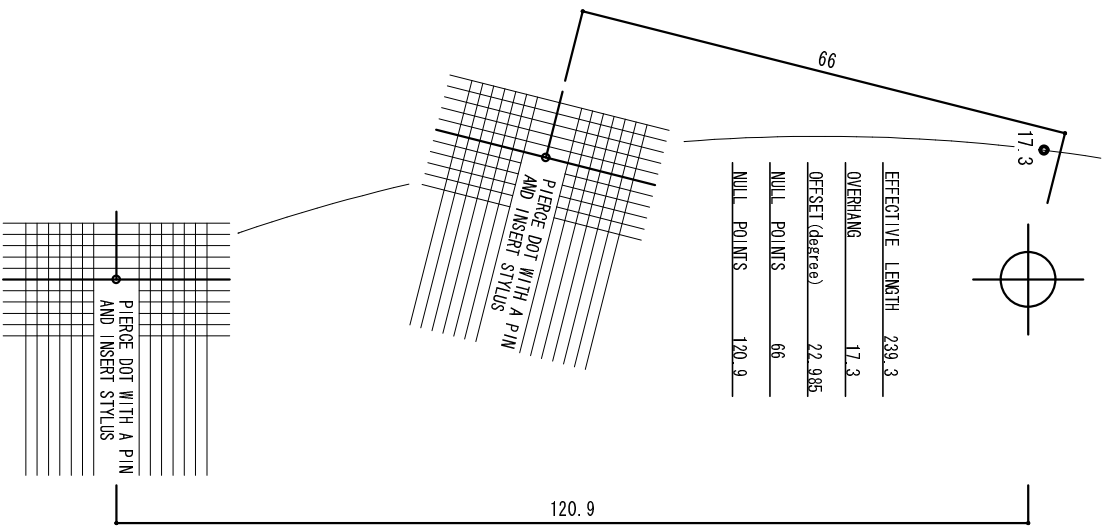 66
17.3
EFFECTIVE LENGTH 239.3
OVERHANG 17.3
OFFSET(degree) 22.985
NULL POINTS 66
NULL POINTS 120.9
PIERCE DOT WITH A PIN
AND INSERT STYLUS
PIERCE DOT WITH A PIN
AND INSERT STYLUS
120.9